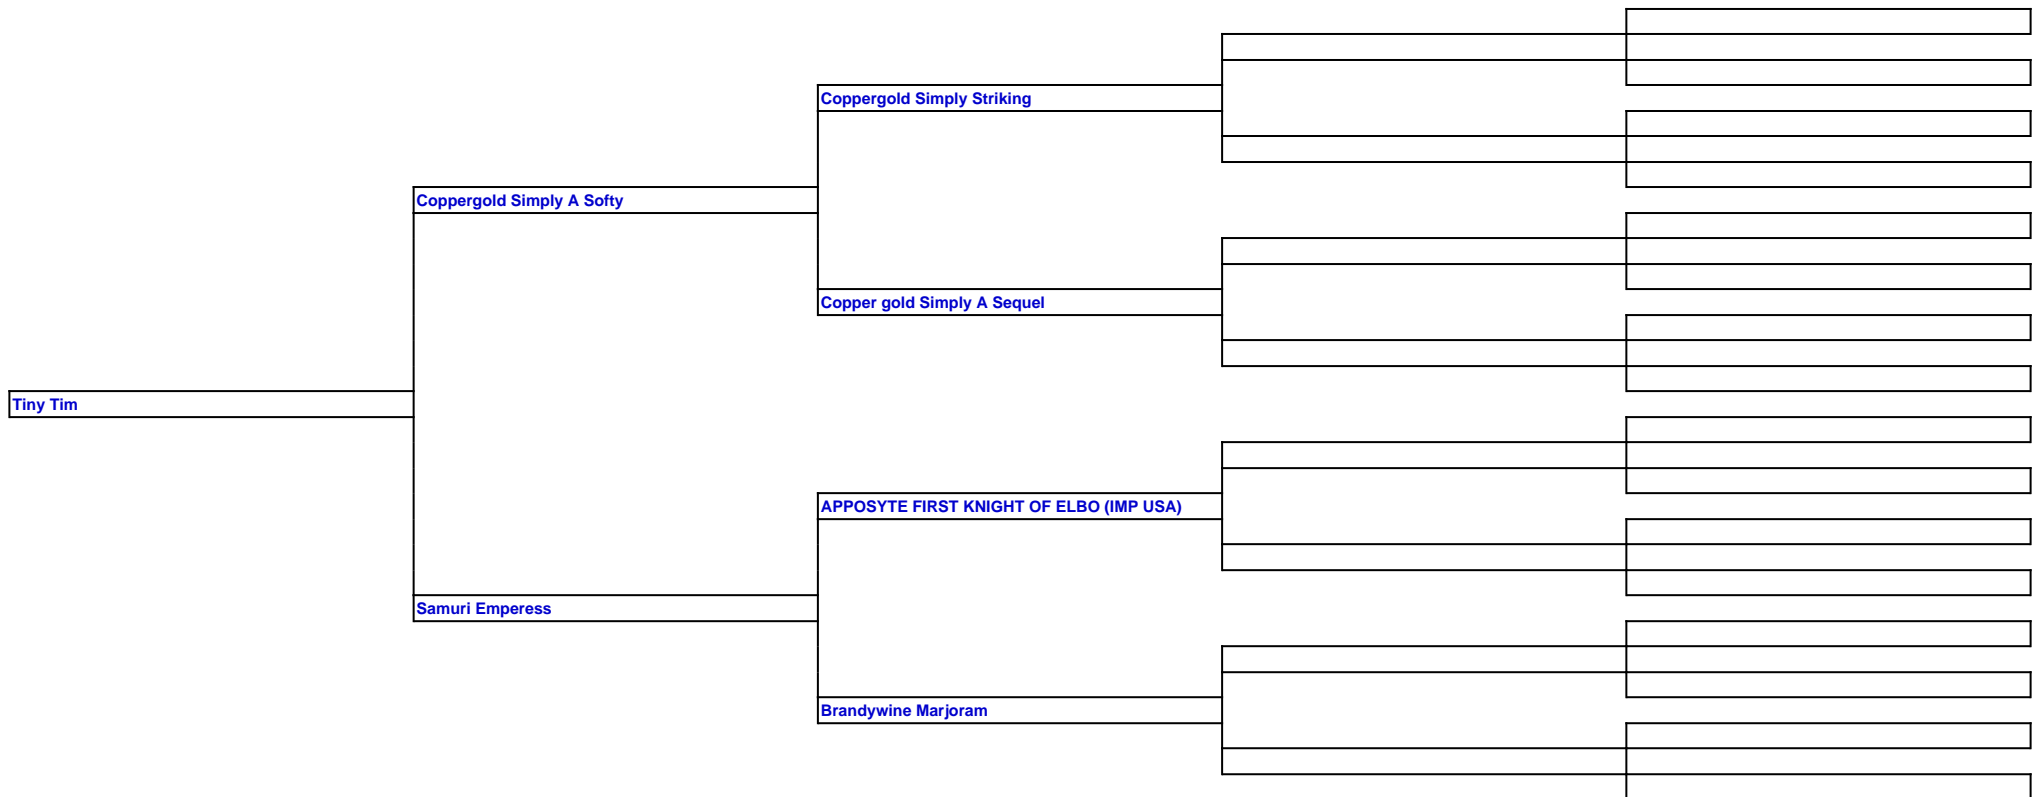 Coppergold Simply Striking
Coppergold Simply A Softy
Copper gold Simply A Sequel
Tiny Tim
APPOSYTE FIRST KNIGHT OF ELBO (IMP USA)
Samuri Emperess
Brandywine Marjoram